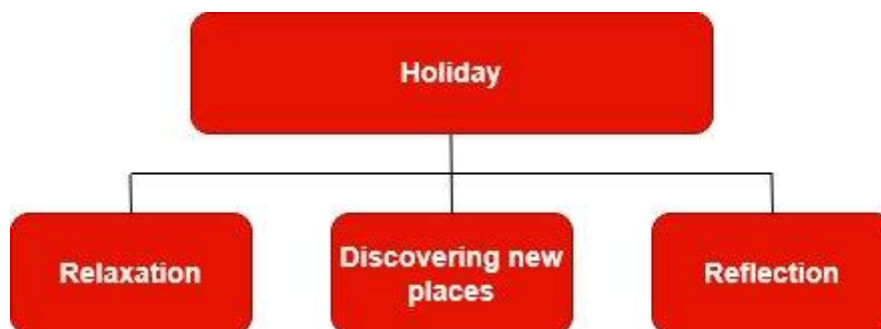 Holiday
Relaxation
Discovering new
places
Reflection